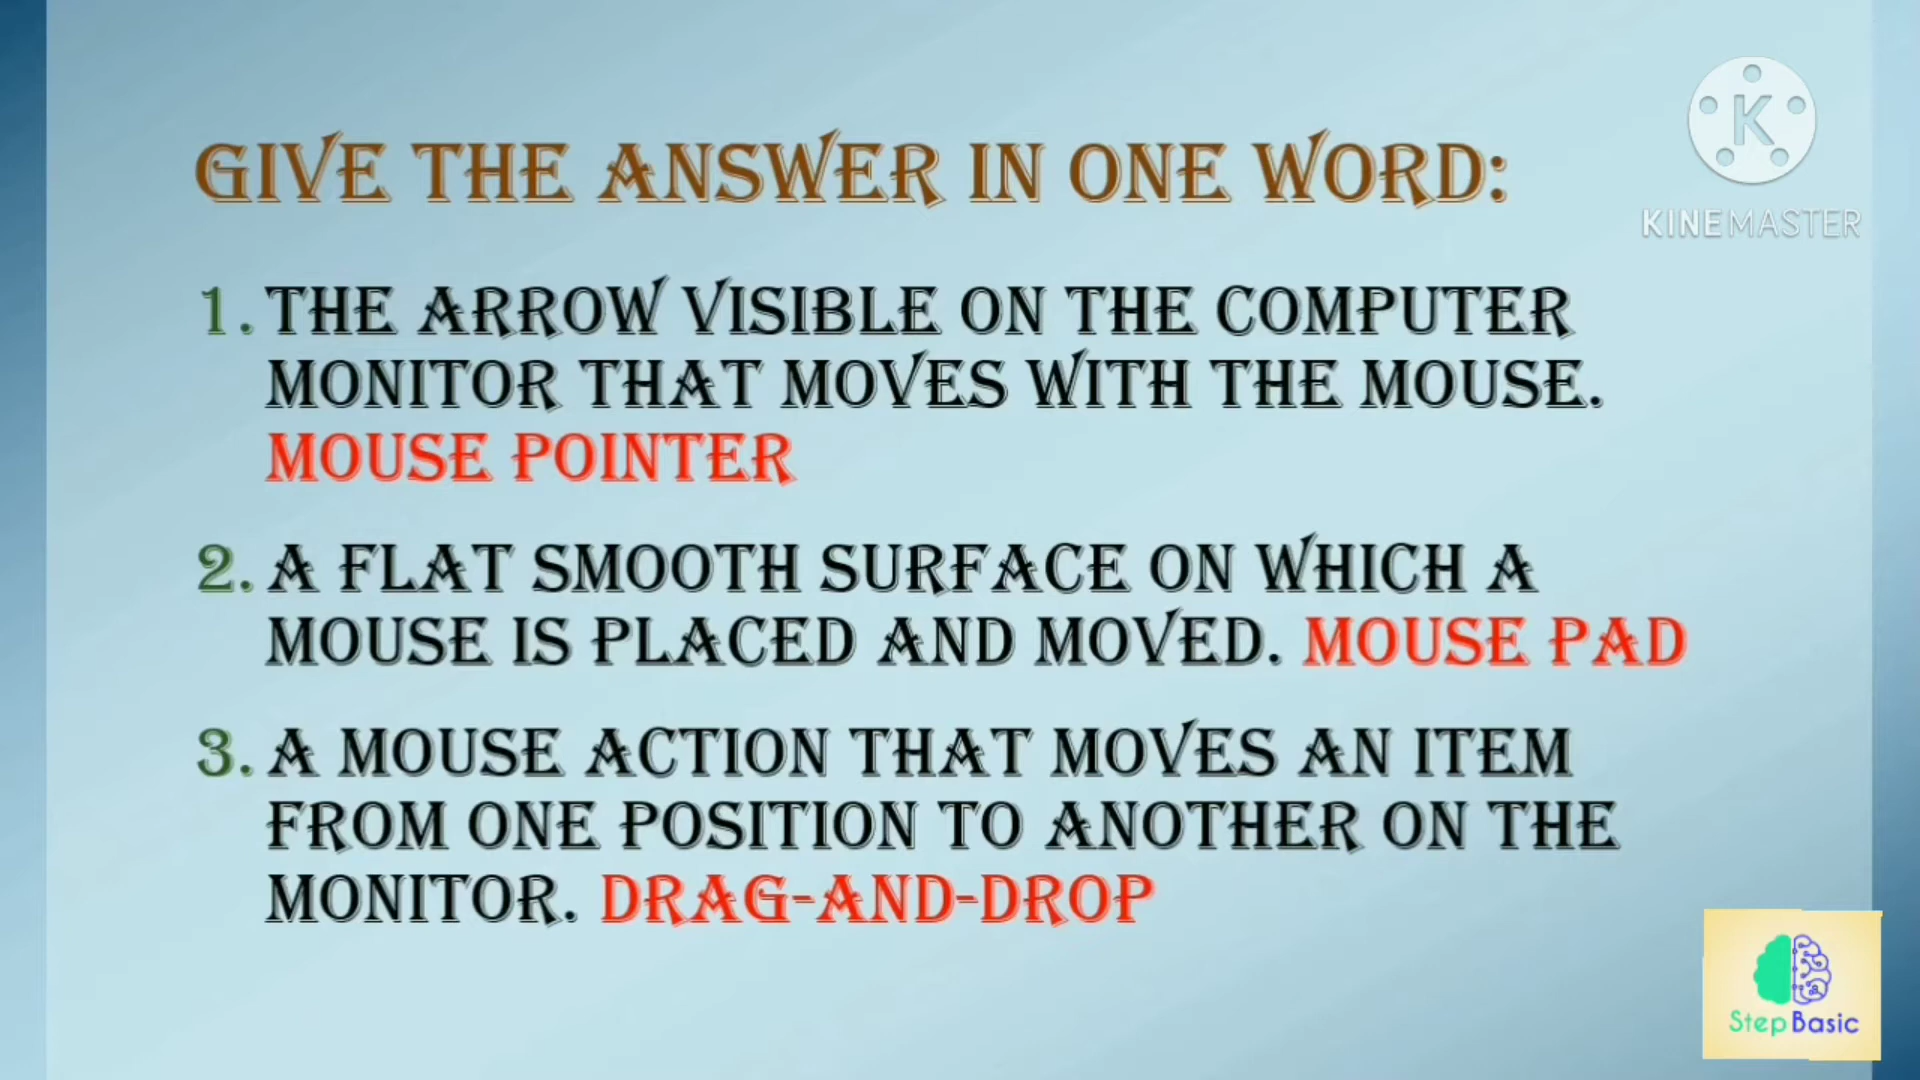 GIVE THE ANSWER IN ONE WORD:
K
KINEMASTER
1. THE ARROW VISIBLE ON THE COMPUTER
MONITOR THAT MOVES WITH THE MOUSE.
MOUSE POINTER
2. A FLAT SMOOTH SURFACE ON WHICH A
MOUSE IS PLACED AND MOVED. MOUSE PAD
3. A MOUSE ACTION THAT MOVES AN ITEM
FROM ONE POSITION TO ANOTHER ON THE
MONITOR. DRAG-AND-DROP
Step Basic